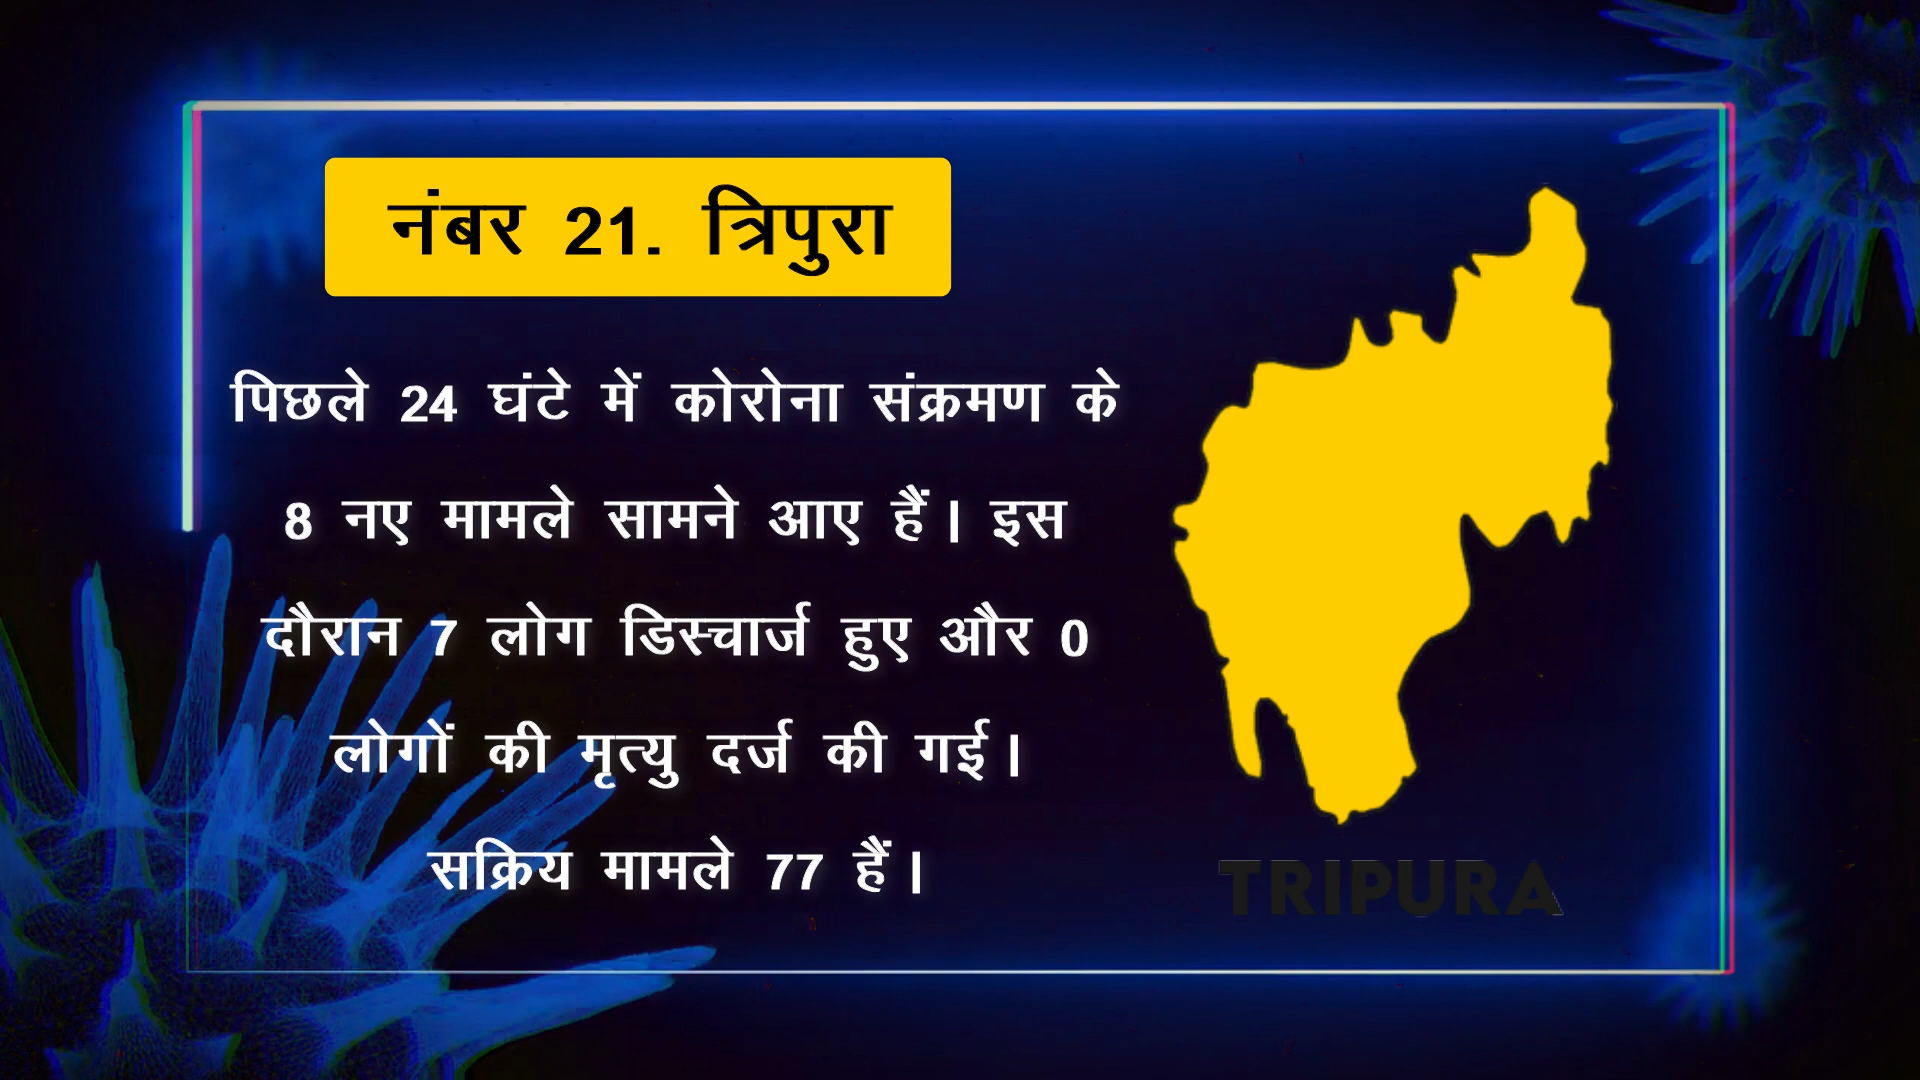 नंबर 21. त्रिपुरा
पिछले 24 घंटे में कोरोना संक्रमण के
8 नए मामले सामने आए हैं। इस
दौरान 7 लोग डिस्चार्ज हुए और 0
लोगों की मृत्यु दर्ज की गई।
सक्रिय मामले 77 हैं।
TRIPURA